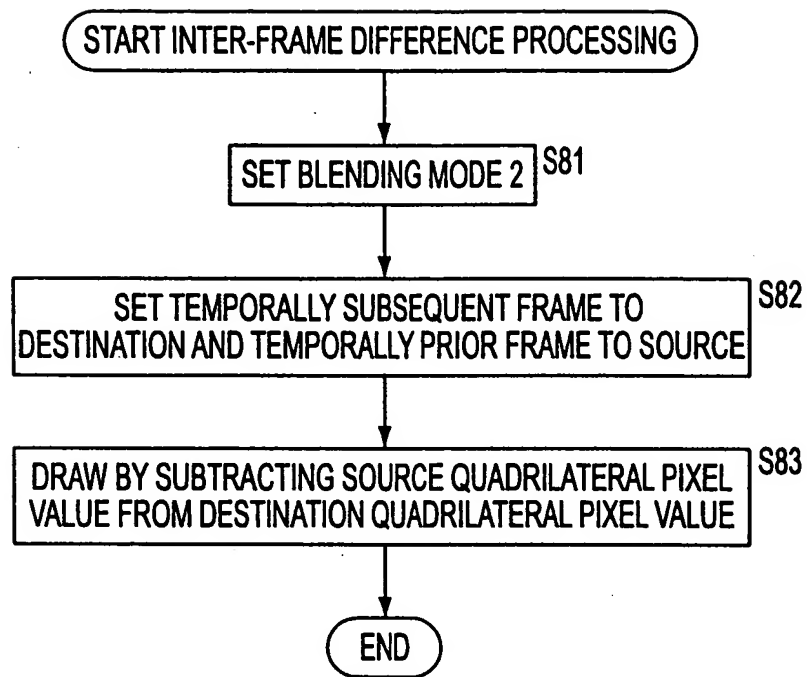 START INTER-FRAME DIFFERENCE PROCESSING
SET BLENDING MODE 2
S81
SET TEMPORALLY SUBSEQUENT FRAME TO
DESTINATION AND TEMPORALLY PRIOR FRAME TO SOURCE
S82
DRAW BY SUBTRACTING SOURCE QUADRILATERAL PIXEL
VALUE FROM DESTINATION QUADRILATERAL PIXEL VALUE
S83
END